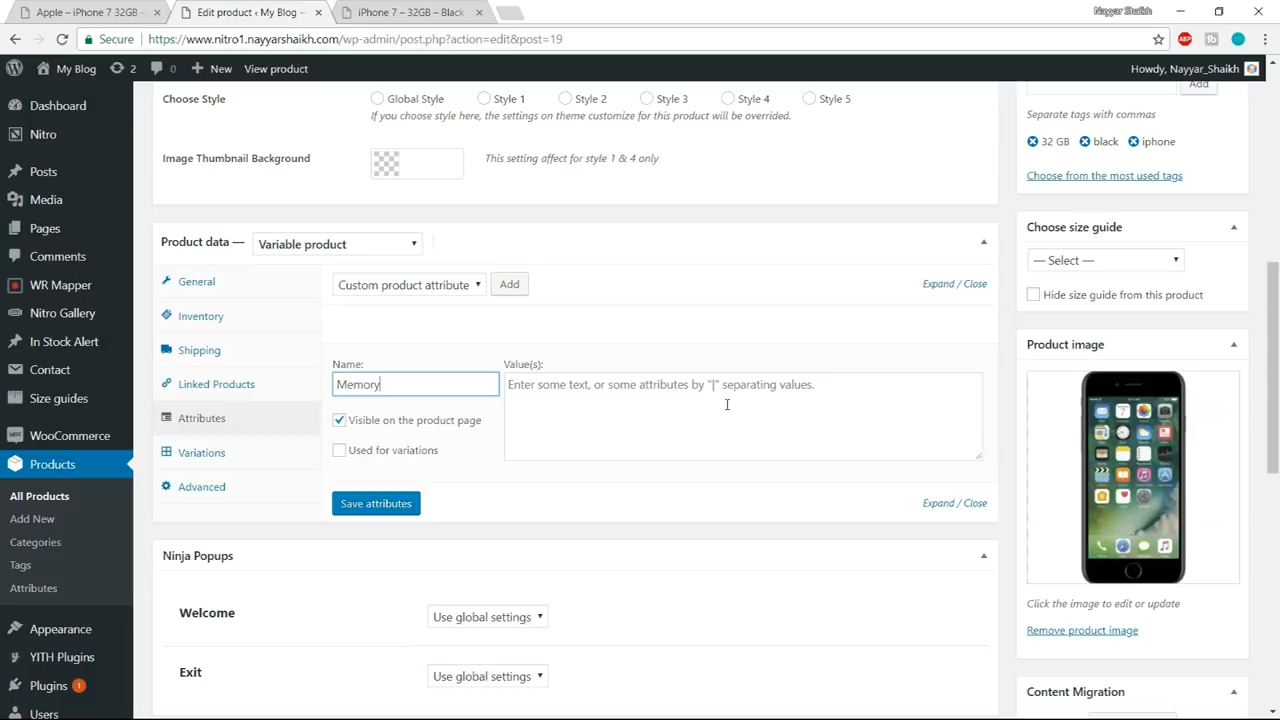 Apple – iPhone 7 32GB -
Edit product ‹ My Blog —
iPhone 7 – 32GB – Black
Nayyar Shaikh
Secure
https://www.nitro1.nayyarshaikh.com/wp-admin/post.php?action=edit&post=19
My Blog
2
0
New
View product
Howdy, Nayyar_Shaikh
Dashboard
Nitro
Posts
Media
Pages
Comments
WR Mapper
Nitro Gallery
In Stock Alert
Contact
Size guides
WooCommerce
Products
All Products
Add New
Categories
Tags
Attributes
Appearance
YITH Plugins
Plugins 1
Users
Choose Style
Global Style
Style 1
Style 2
Style 3
Style 4
Style 5
If you choose style here, the settings on theme customize for this product will be overrided.
Image Thumbnail Background
This setting affect for style 1 & 4 only
Product data —
Variable product
General
Inventory
Shipping
Linked Products
Attributes
Variations
Advanced
Custom product attribute
Add
Expand / Close
Name:
Memory
Value(s):
Enter some text, or some attributes by "|" separating values.
Visible on the product page
Used for variations
Save attributes
Expand / Close
Ninja Popups
Welcome
Use global settings
Exit
Use global settings
Add
Separate tags with commas
32 GB
black
iphone
Choose from the most used tags
Choose size guide
— Select —
Hide size guide from this product
Product image
Click the image to edit or update
Remove product image
Content Migration